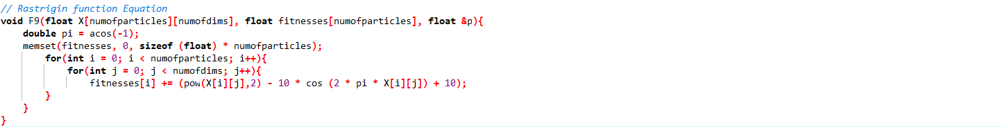 // Rastrigin function Equation
void F9(float X[numofparticles][numofdims], float fitnesses[numofparticles], float &p){
double pi = acos(-1);
memset(fitnesses, 0, sizeof (float) * numofparticles);
for(int i = 0; i < numofparticles; i++){
for(int j = 0; j < numofdims; j++){
fitnesses[i] += (pow(X[i][j],2) - 10 * cos (2 * pi * X[i][j]) + 10);
}
}
}